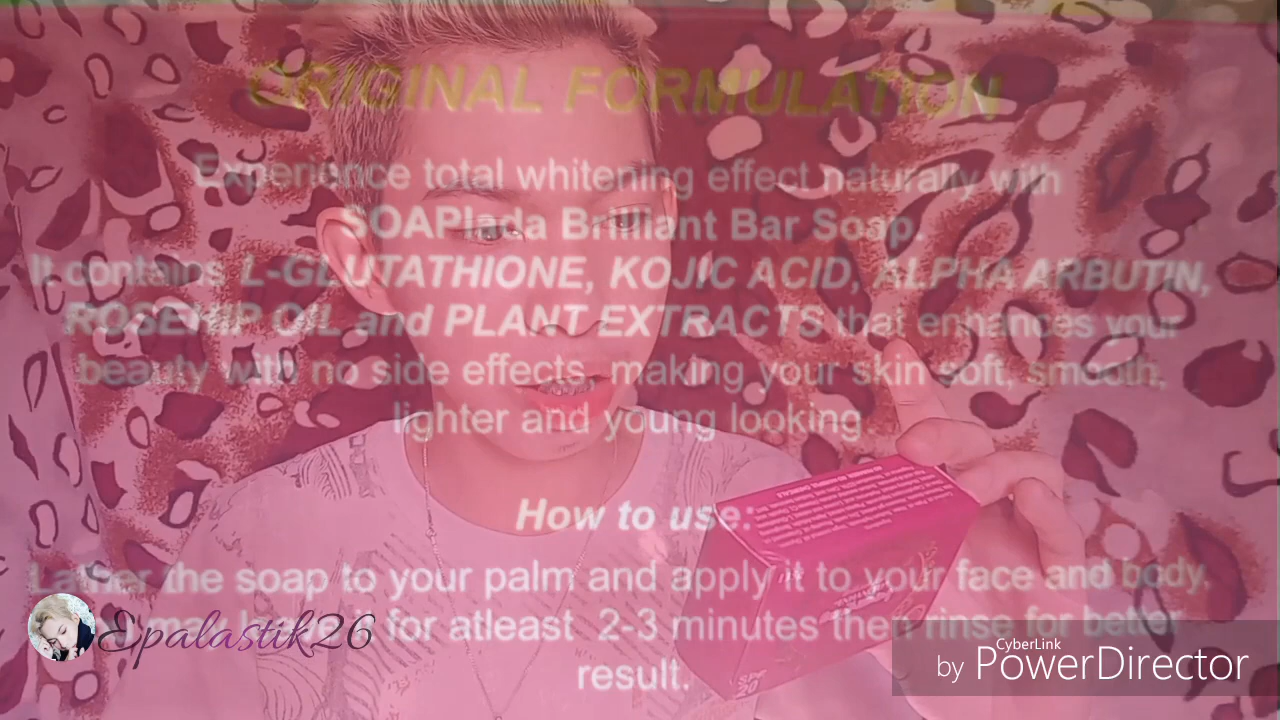 ORIGINAL FORMULATION
Experience total whitening effect naturally with
SOAPlada Brilliant Bar Soap.
It contains L-GLUTATHIONE, KOJIC ACID, ALPHA ARBUTIN,
ROSEHIP OIL and PLANT EXTRACTS that enhances your
beauty with no side effects, making your skin soft, smooth,
lighter and young looking
How to use:
Lather the soap to your palm and apply it to your face and body.
it for atleast 2-3 minutes then rinse for better
result.
SPF
20
Epalastik26
CyberLink
by PowerDirector